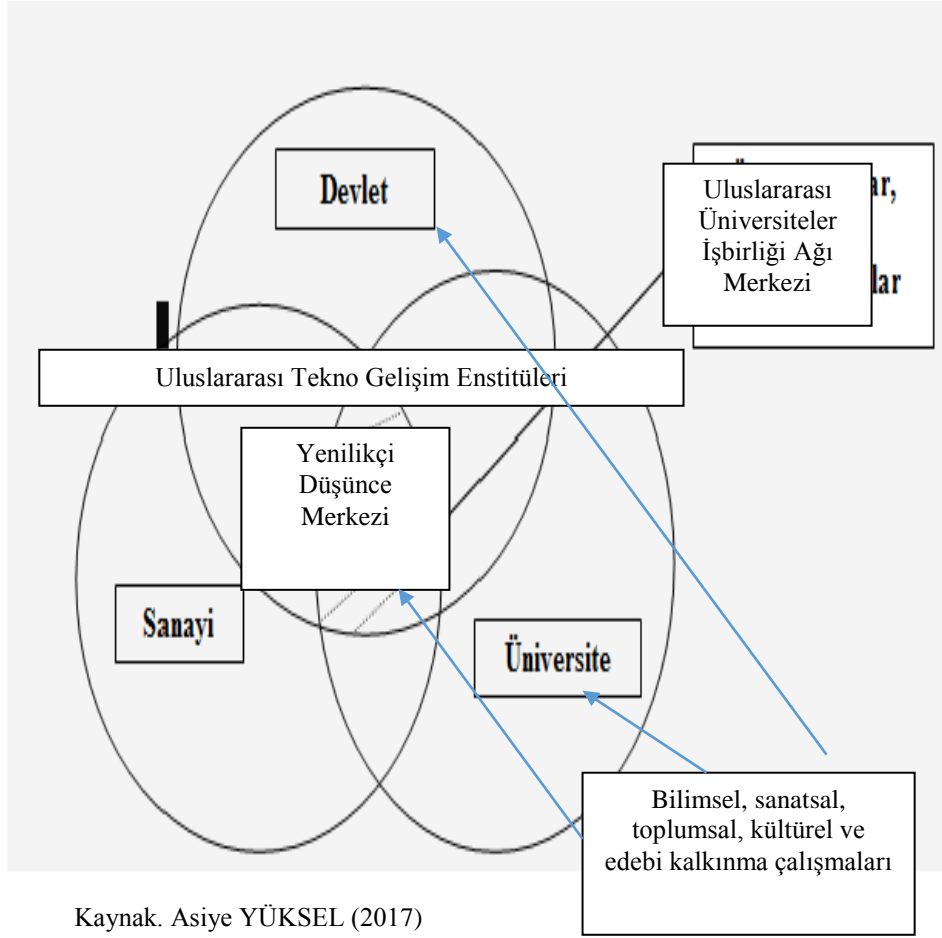 Devlet
Uluslararası
Üniversiteler
İşbirliği Ağı
Merkezi
Uluslararası Tekno Gelişim Enstitüleri
Yenilikçi
Düşünce
Merkezi
Sanayi
Üniversite
Bilimsel, sanatsal,
toplumsal, kültürel ve
edebi kalkınma çalışmaları
Kaynak. Asiye YÜKSEL (2017)